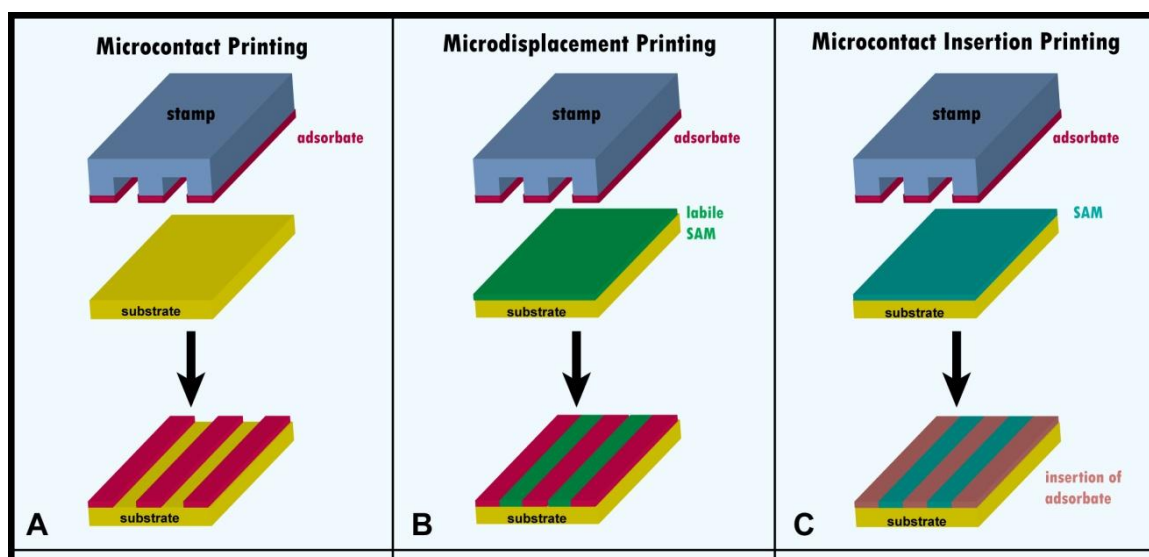 Microcontact Printing
stamp
adsorbate
substrate
substrate
A
Microdisplacement Printing
stamp
adsorbate
labile
SAM
substrate
substrate
B
Microcontact Insertion Printing
stamp
adsorbate
SAM
substrate
insertion of
adsorbate
substrate
C